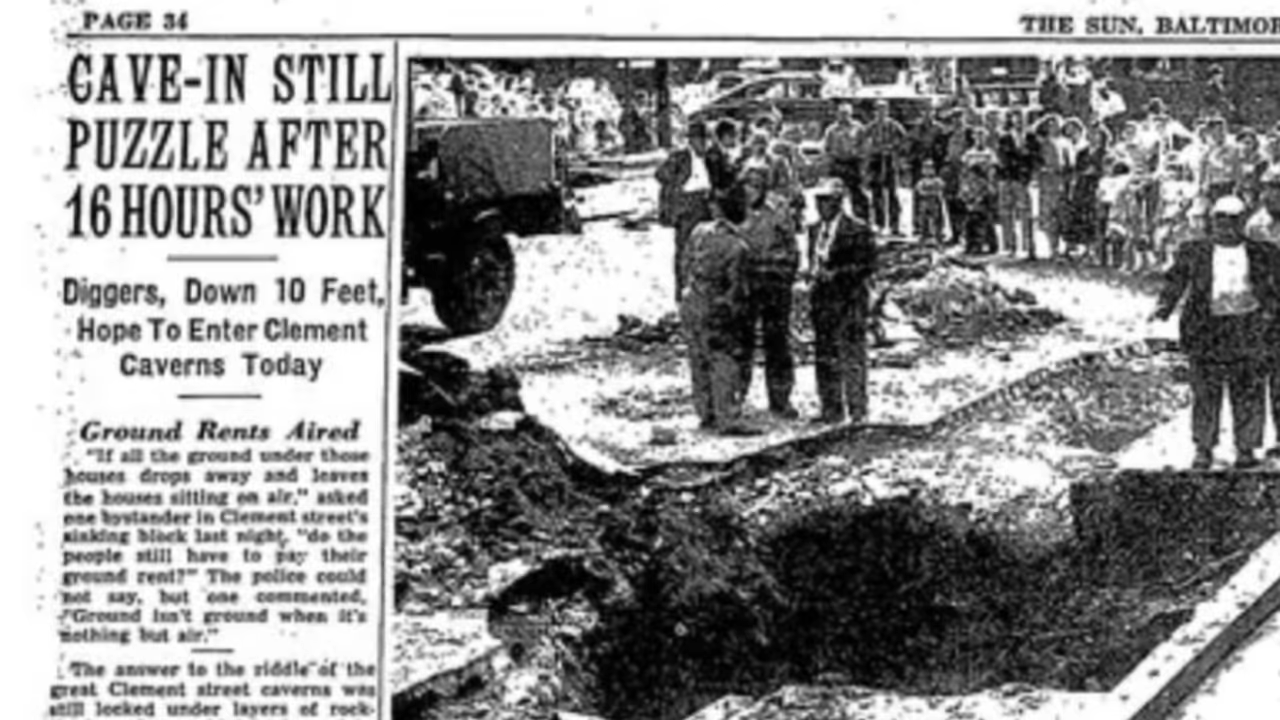 PAGE 34
THE SUN, BALTIMOR
CAVE-IN STILL
PUZZLE AFTER
16 HOURS' WORK
Diggers, Down 10 Feet,
Hope To Enter Clement
Caverns Today
Ground Rents Aired
"If all the ground under those
houses drops away and leaves
the houses sitting on air," asked
one bystander in Clement street's
sinking block last night, "do the
people still have to pay their
ground rent?" The police could
not say, but one commented,
"Ground isn't ground when it's
nothing but air."
The answer to the riddle of the
great Clement street caverns was
still locked under layers of rock-